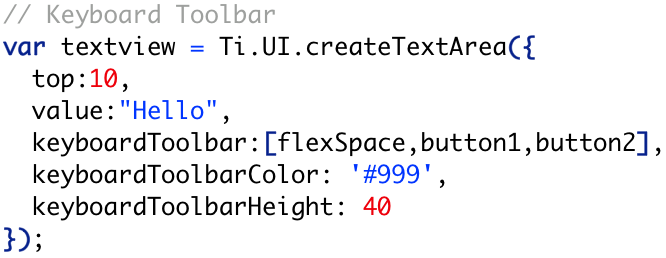 // Keyboard Toolbar
var textview = Ti.UI.createTextArea({
  top:10,
  value:"Hello",
  keyboardToolbar:[flexSpace,button1,button2],
  keyboardToolbarColor: '#999',
  keyboardToolbarHeight: 40
});